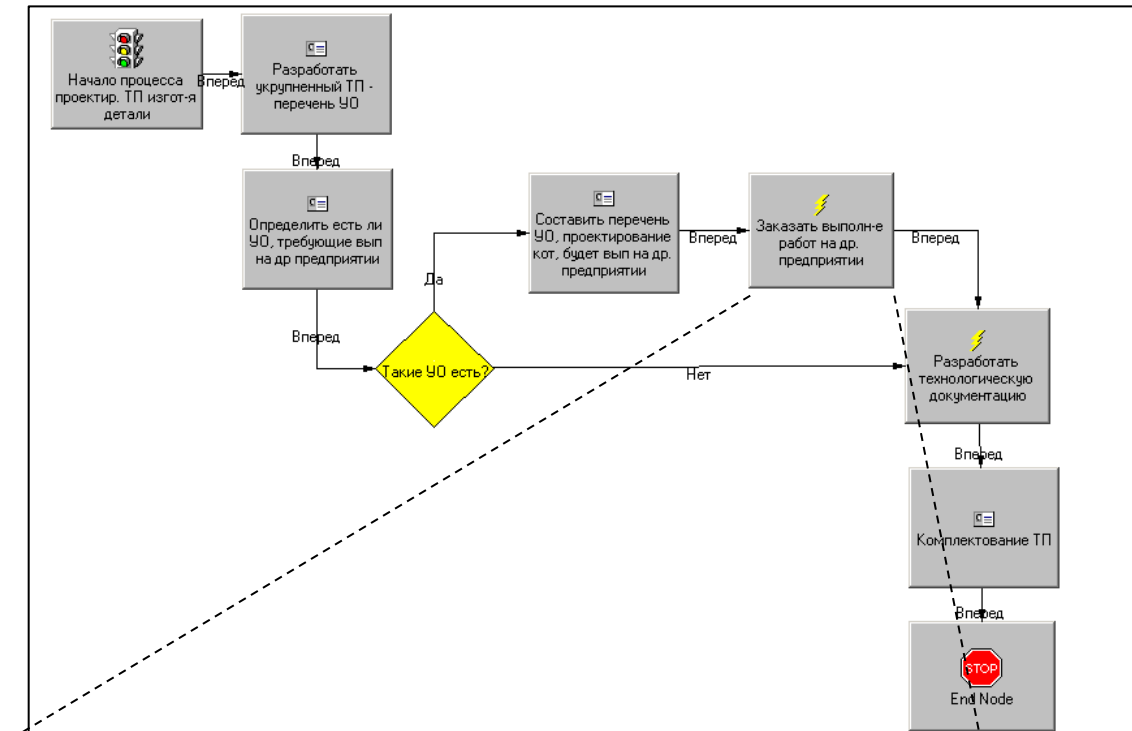 Начало процесса
проектир. ТП изгот-я
детали
Вперед
Разработать
укрупненный ТП -
перечень УО
Вперед
Определить есть ли
УО, требующие вып
на др предприятии
Вперед
Такие УО есть?
Да
Составить перечень
УО, проектирование
кот, будет вып на др.
предприятии
Вперед
Заказать выполн-е
работ на др.
предприятии
Вперед
Нет
Разработать
технологическую
документацию
Вперед
Комплектование ТП
Вперед
STOP
End Node